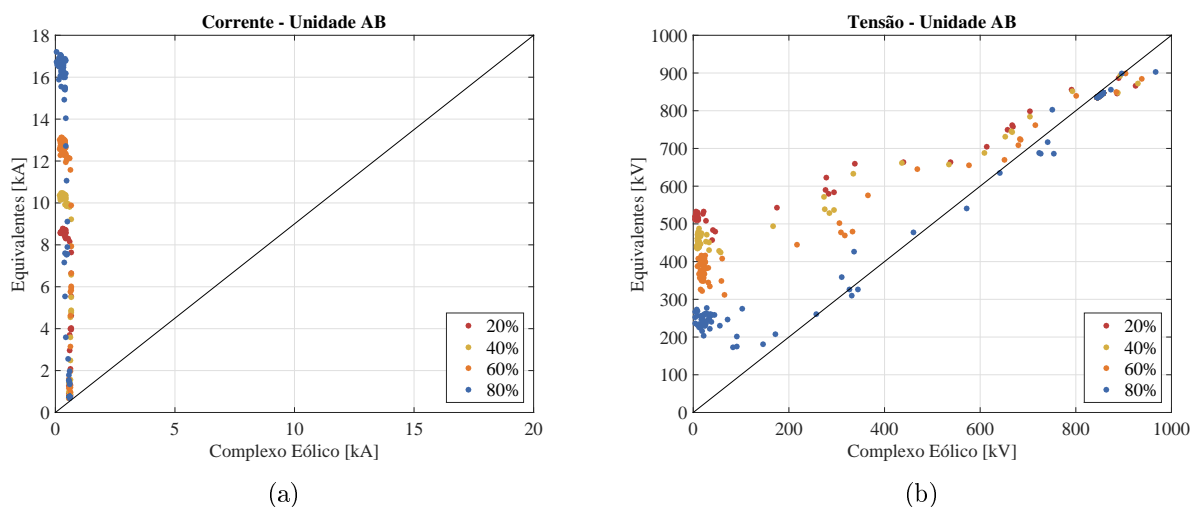 Corrente - Unidade AB
18
16
14
12
10
8
6
4
2
0
Equivalentes [kA]
20%
40%
60%
80%
0 5 10 15 20
Complexo Eólico [kA]
(a)
Tensão - Unidade AB
1000
900
800
700
600
500
400
300
200
100
0
Equivalentes [kV]
20%
40%
60%
80%
0 200 400 600 800 1000
Complexo Eólico [kV]
(b)